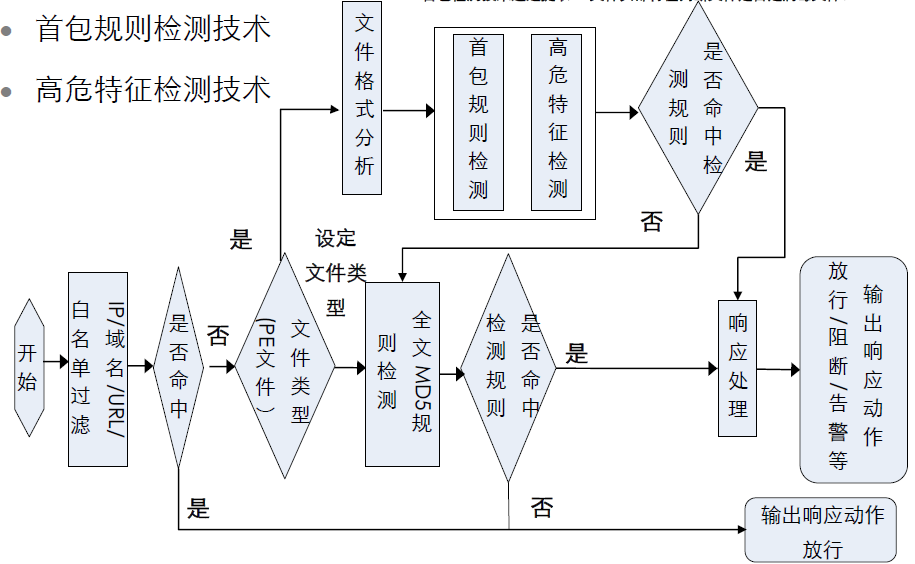 首包规则检测技术
高危特征检测技术
文件格式分析
首包规则检测
高危特征检测
是否命中检
测规则
是
否
是
设定
文件类
型
开始
IP/域名/URL/
白名单过滤
是否命中
否
文件类型
(PE文件)
全文MD5规
则检测
是否命中
检测规则
是
响应处理
输出响应动作
放行/阻断/告警等
是
否
输出响应动作
放行